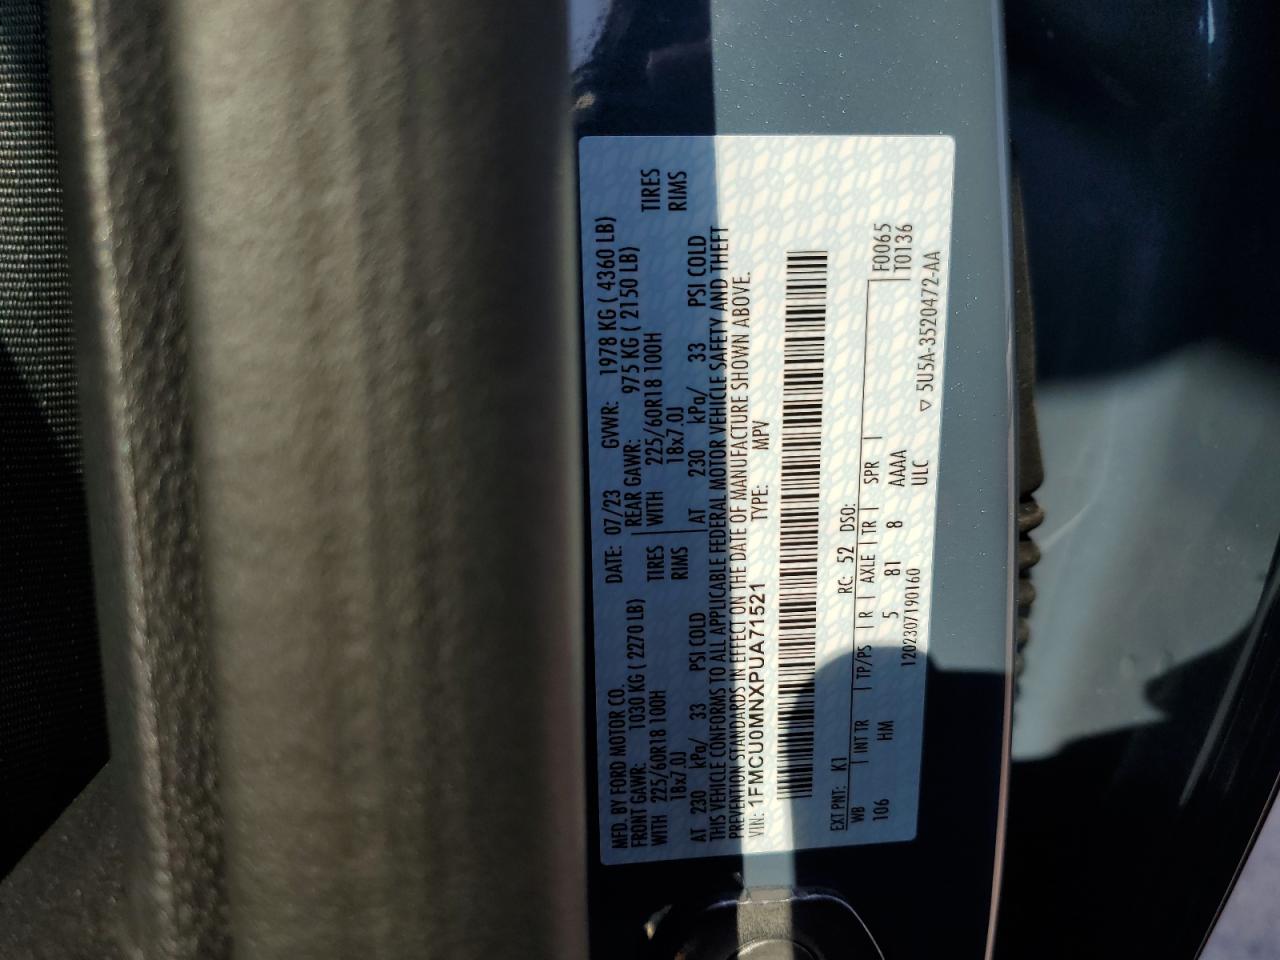 MFD. BY FORD MOTOR CO.
DATE: 07/23 GVWR: 1978 KG ( 4360 LB)
FRONT GAWR: 1030 KG ( 2270 LB) REAR GAWR: 975 KG ( 2150 LB)
WITH 225/60R18 100H TIRES WITH 225/60R18 100H TIRES
18x7.0J RIMS 18x7.0J RIMS
AT 230 kPa/ 33 PSI COLD AT 230 kPa/ 33 PSI COLD
THIS VEHICLE CONFORMS TO ALL APPLICABLE FEDERAL MOTOR VEHICLE SAFETY AND THEFT
PREVENTION STANDARDS IN EFFECT ON THE DATE OF MANUFACTURE SHOWN ABOVE.
VIN: 1FMCU0MNXPUA71521 TYPE: MPV
EXT PNT: K1 RC: 52 DSO:
WB INT TR TP/PS R AXLE TR SPR F0065
106 HM 5 81 8 AAAA T0136
ULC
1202307190160 ▽ 5U5A-3520472-AA